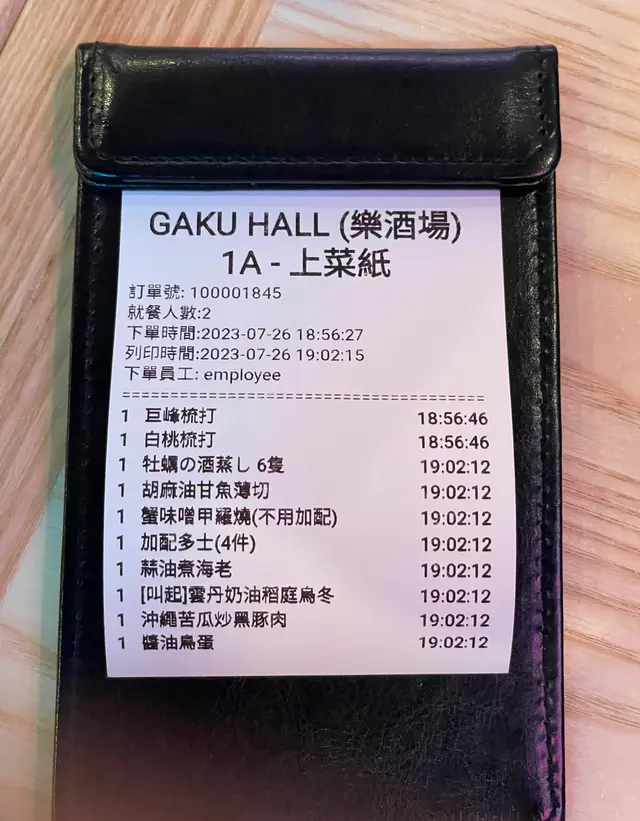 GAKU HALL (樂酒場)
1A - 上菜紙
訂單號: 100001845
就餐人數:2
下單時間:2023-07-26 18:56:27
列印時間:2023-07-26 19:02:15
下單員工: employee
1 巨峰梳打 18:56:46
1 白桃梳打 18:56:46
1 牡蠣の酒蒸し 6隻 19:02:12
1 胡麻油甘魚薄切 19:02:12
1 蟹味噌甲羅燒(不用加配) 19:02:12
1 加配多士(4件) 19:02:12
1 蒜油煮海老 19:02:12
1 [叫起]雲丹奶油稻庭烏冬 19:02:12
1 沖繩苦瓜炒黑豚肉 19:02:12
1 醬油鳥蛋 19:02:12